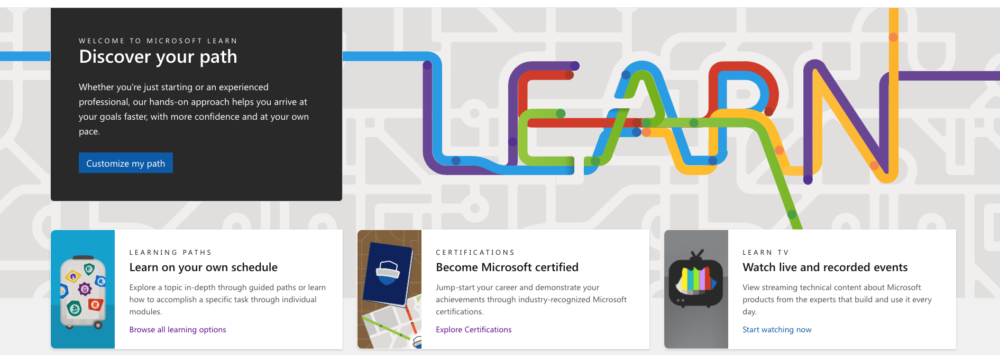 WELCOME TO MICROSOFT LEARN
Discover your path
Whether you're just starting or an experienced
professional, our hands-on approach helps you arrive at
your goals faster, with more confidence and at your own
pace.
Customize my path
LEARN
LEARNING PATHS
Learn on your own schedule
Explore a topic in-depth through guided paths or learn
how to accomplish a specific task through individual
modules.
Browse all learning options
CERTIFICATIONS
Become Microsoft certified
Jump-start your career and demonstrate your
achievements through industry-recognized Microsoft
certifications.
Explore Certifications
LEARN TV
Watch live and recorded events
View streaming technical content about Microsoft
products from the experts that build and use it every
day.
Start watching now